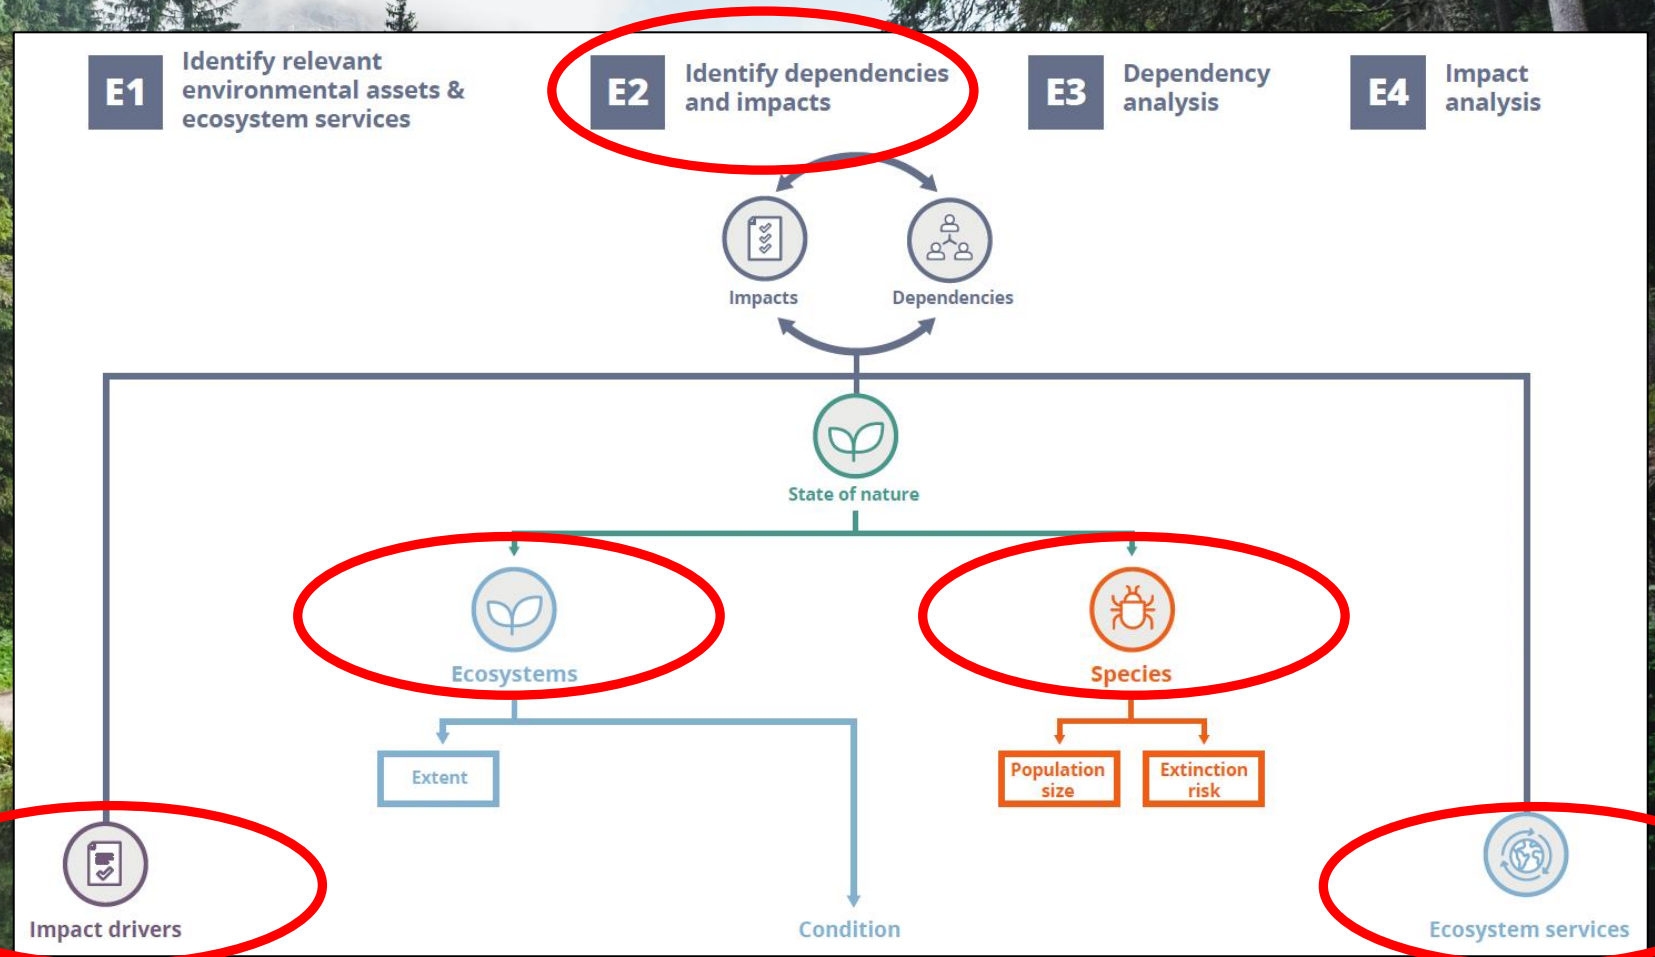 E1
Identify relevant
environmental assets &
ecosystem services
E2
Identify dependencies
and impacts
E3
Dependency
analysis
E4
Impact
analysis
Impacts
Dependencies
State of nature
Ecosystems
Species
Extent
Population
size
Extinction
risk
Impact drivers
Condition
Ecosystem services